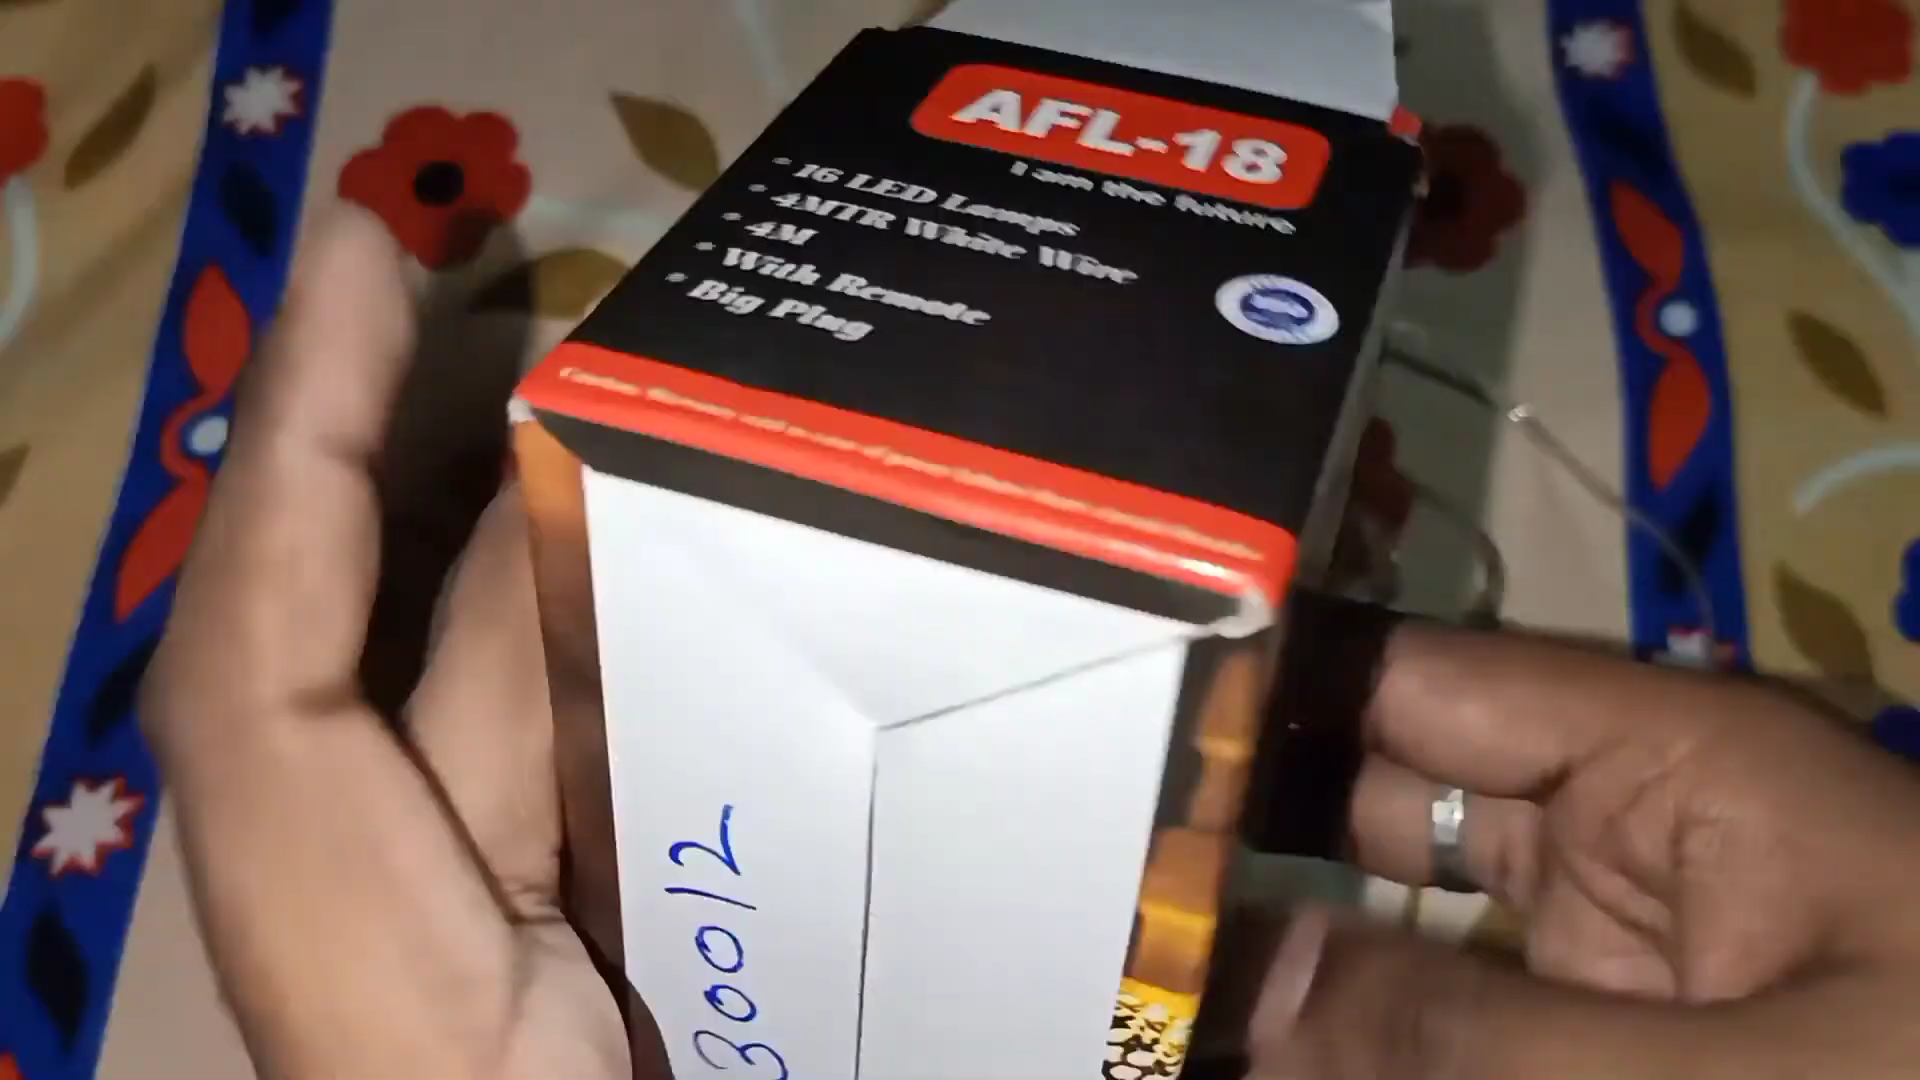 AFL-18
I am the future
* 16 LED Lamps
* 4MTR White Wire
* 4M
* With Remote
* Big Plug
30012